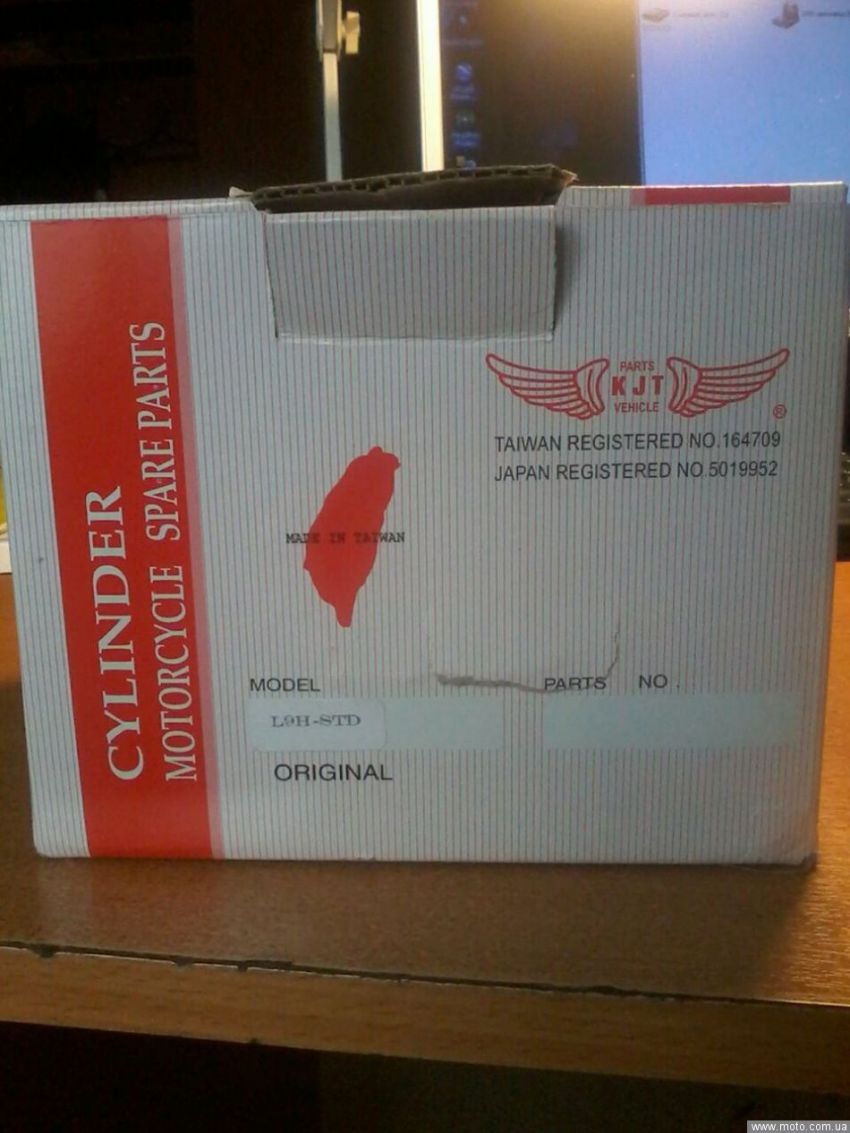 CYLINDER
MOTORCYCLE SPARE PARTS
PARTS
KJT
VEHICLE
®
TAIWAN REGISTERED NO.164709
JAPAN REGISTERED NO.5019952
MADE IN TAIWAN
MODEL
PARTS NO.
L9H-STD
ORIGINAL
www.moto.com.ua